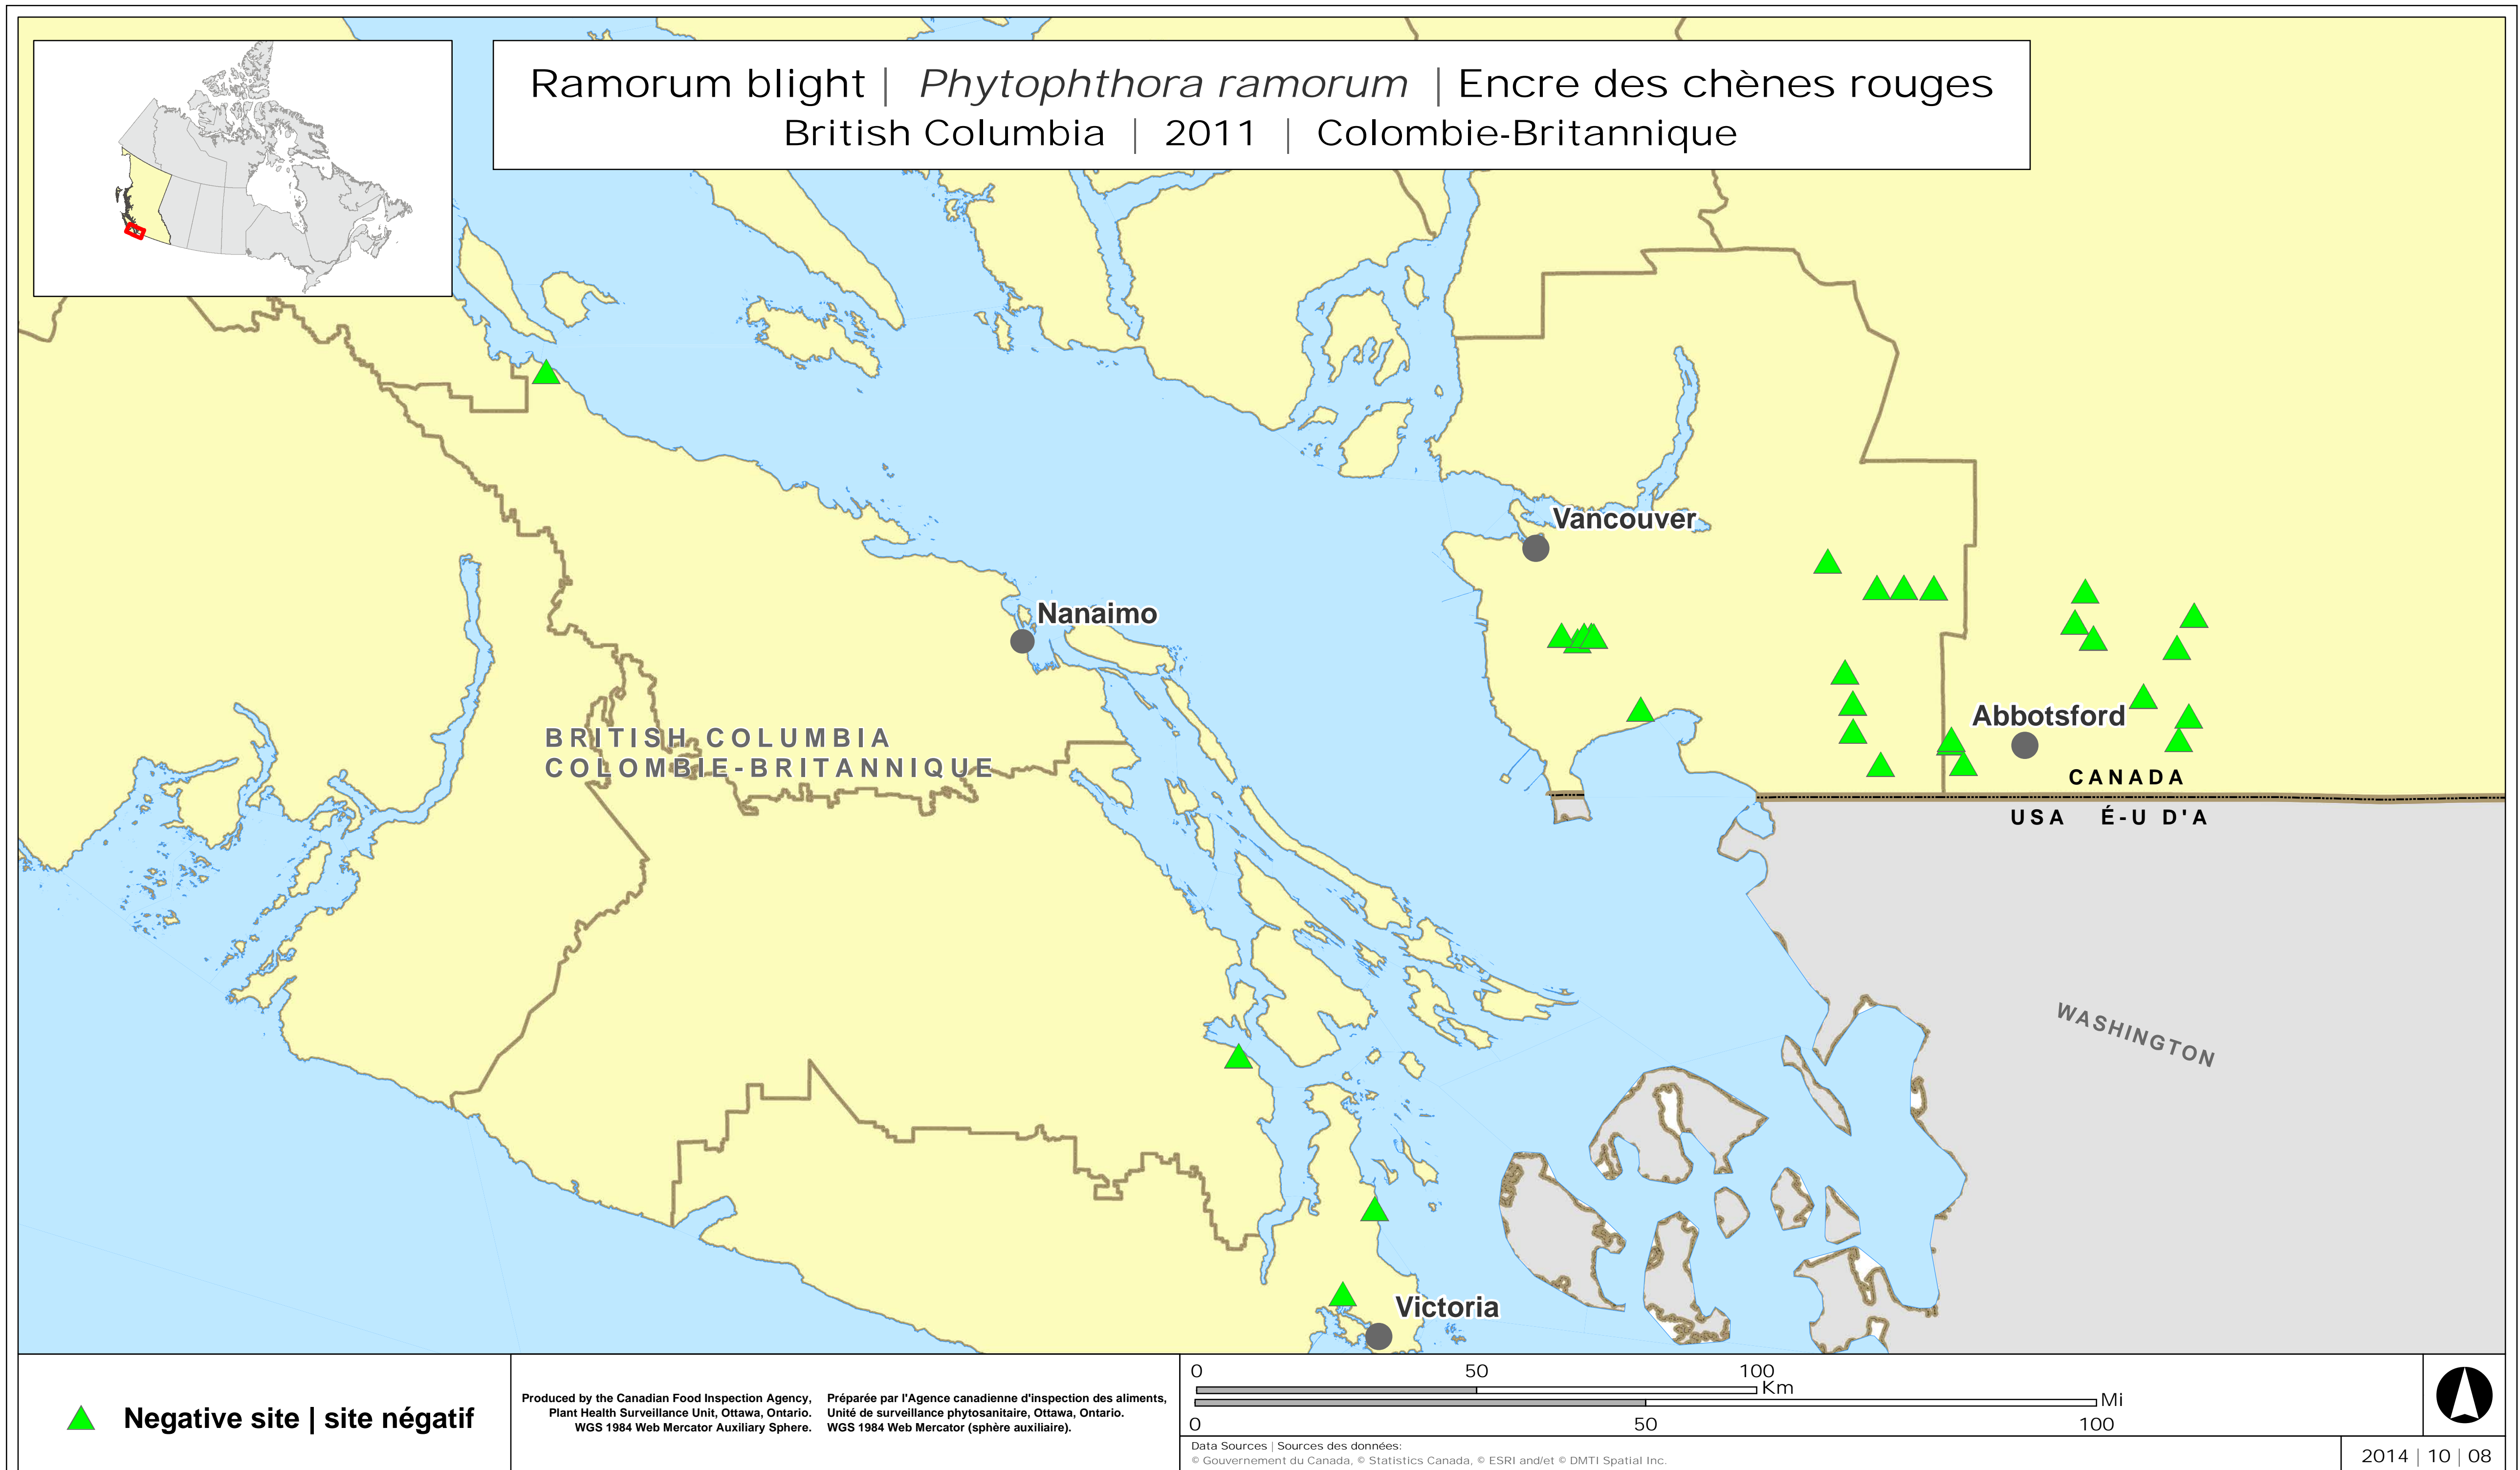 Ramorum blight | Phytophthora ramorum | Encre des chènes rouges
British Columbia | 2011 | Colombie-Britannique
Vancouver
Nanaimo
Abbotsford
BRITISH COLUMBIA
COLOMBIE-BRITANNIQUE
CANADA
USA É-U D'A
WASHINGTON
Victoria
Negative site | site négatif
Produced by the Canadian Food Inspection Agency,
Plant Health Surveillance Unit, Ottawa, Ontario.
WGS 1984 Web Mercator Auxiliary Sphere.
Préparée par l'Agence canadienne d'inspection des aliments,
Unité de surveillance phytosanitaire, Ottawa, Ontario.
WGS 1984 Web Mercator (sphère auxiliaire).
0 50 100
Km
Mi
0 50 100
Data Sources | Sources des données:
© Gouvernement du Canada, © Statistics Canada, © ESRI and/et © DMTI Spatial Inc.
2014 | 10 | 08